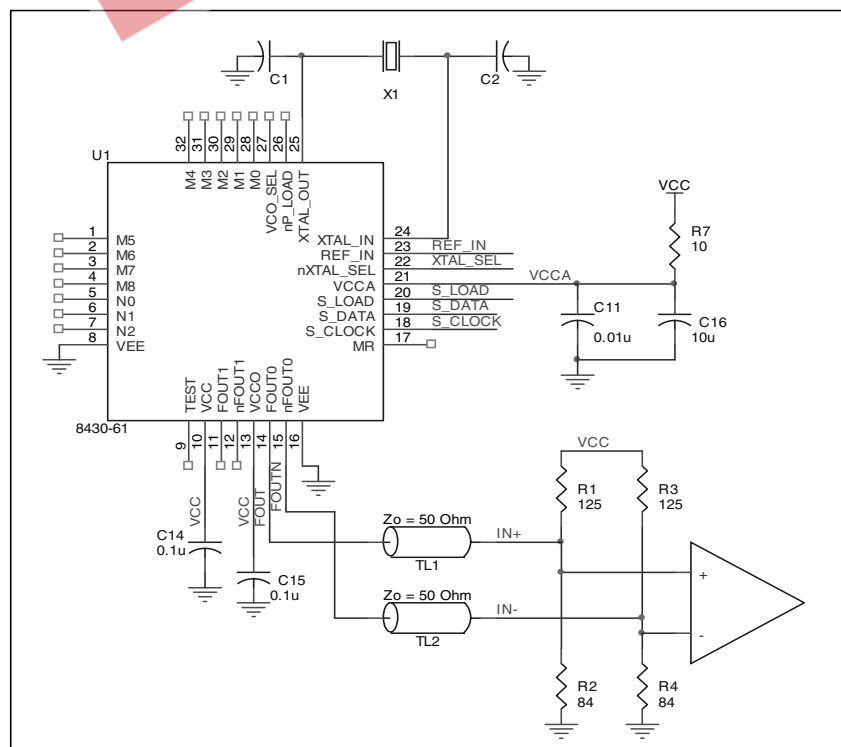 C1
X1
C2
U1
32
31
30
29
28
27
26
25
M4
M3
M2
M1
M0
VCO_SEL
nP_LOAD
XTAL_OUT
VCC
R7
10
1 M5
2 M6
3 M7
4 M8
5 N0
6 N1
7 N2
8 VEE
XTAL_IN 24
REF_IN 23 REF_IN
nXTAL_SEL 22 XTAL_SEL
VCCA 21 VCCA
S_LOAD 20 S_LOAD
S_DATA 19 S_DATA
S_CLOCK 18 S_CLOCK
MR 17
C11
0.01u
C16
10u
TEST
VCC
FOUT1
nFOUT1
VCCO
FOUT0
nFOUT0
VEE
8430-61
9
10
11
12
13
14
15
16
VCC
VCC
FOUT
FOUTN
C14
0.1u
C15
0.1u
Zo = 50 Ohm
TL1
IN+
Zo = 50 Ohm
TL2
IN-
VCC
R1
125
R3
125
+
-
R2
84
R4
84